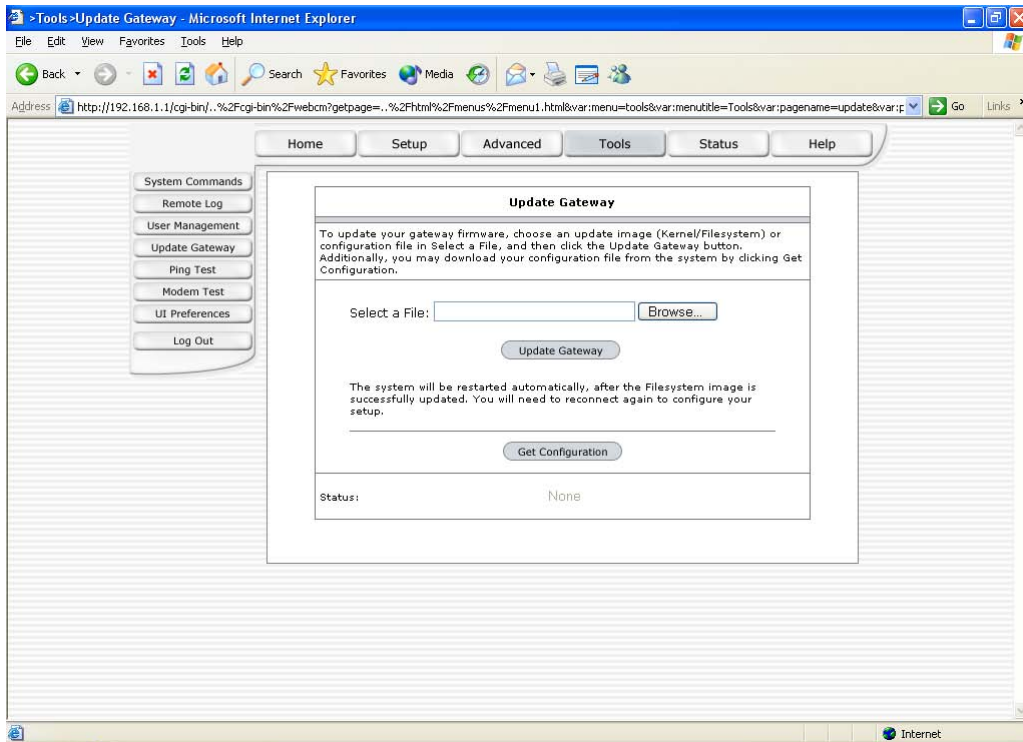 >Tools>Update Gateway - Microsoft Internet Explorer
File Edit View Favorites Tools Help
Back Search Favorites Media
Address http://192.168.1.1/cgi-bin/..%2Fcgi-bin%2Fwebcm?getpage=..%2Fhtml%2Fmenus%2Fmenu1.html&var:menu=tools&var:menutitle=Tools&var:pagename=update&var:p Go Links
Home Setup Advanced Tools Status Help
System Commands
Remote Log
User Management
Update Gateway
Ping Test
Modem Test
UI Preferences
Log Out
Update Gateway
To update your gateway firmware, choose an update image (Kernel/Filesystem) or
configuration file in Select a File, and then click the Update Gateway button.
Additionally, you may download your configuration file from the system by clicking Get
Configuration.
Select a File: Browse...
Update Gateway
The system will be restarted automatically, after the Filesystem image is
successfully updated. You will need to reconnect again to configure your
setup.
Get Configuration
Status: None
Internet